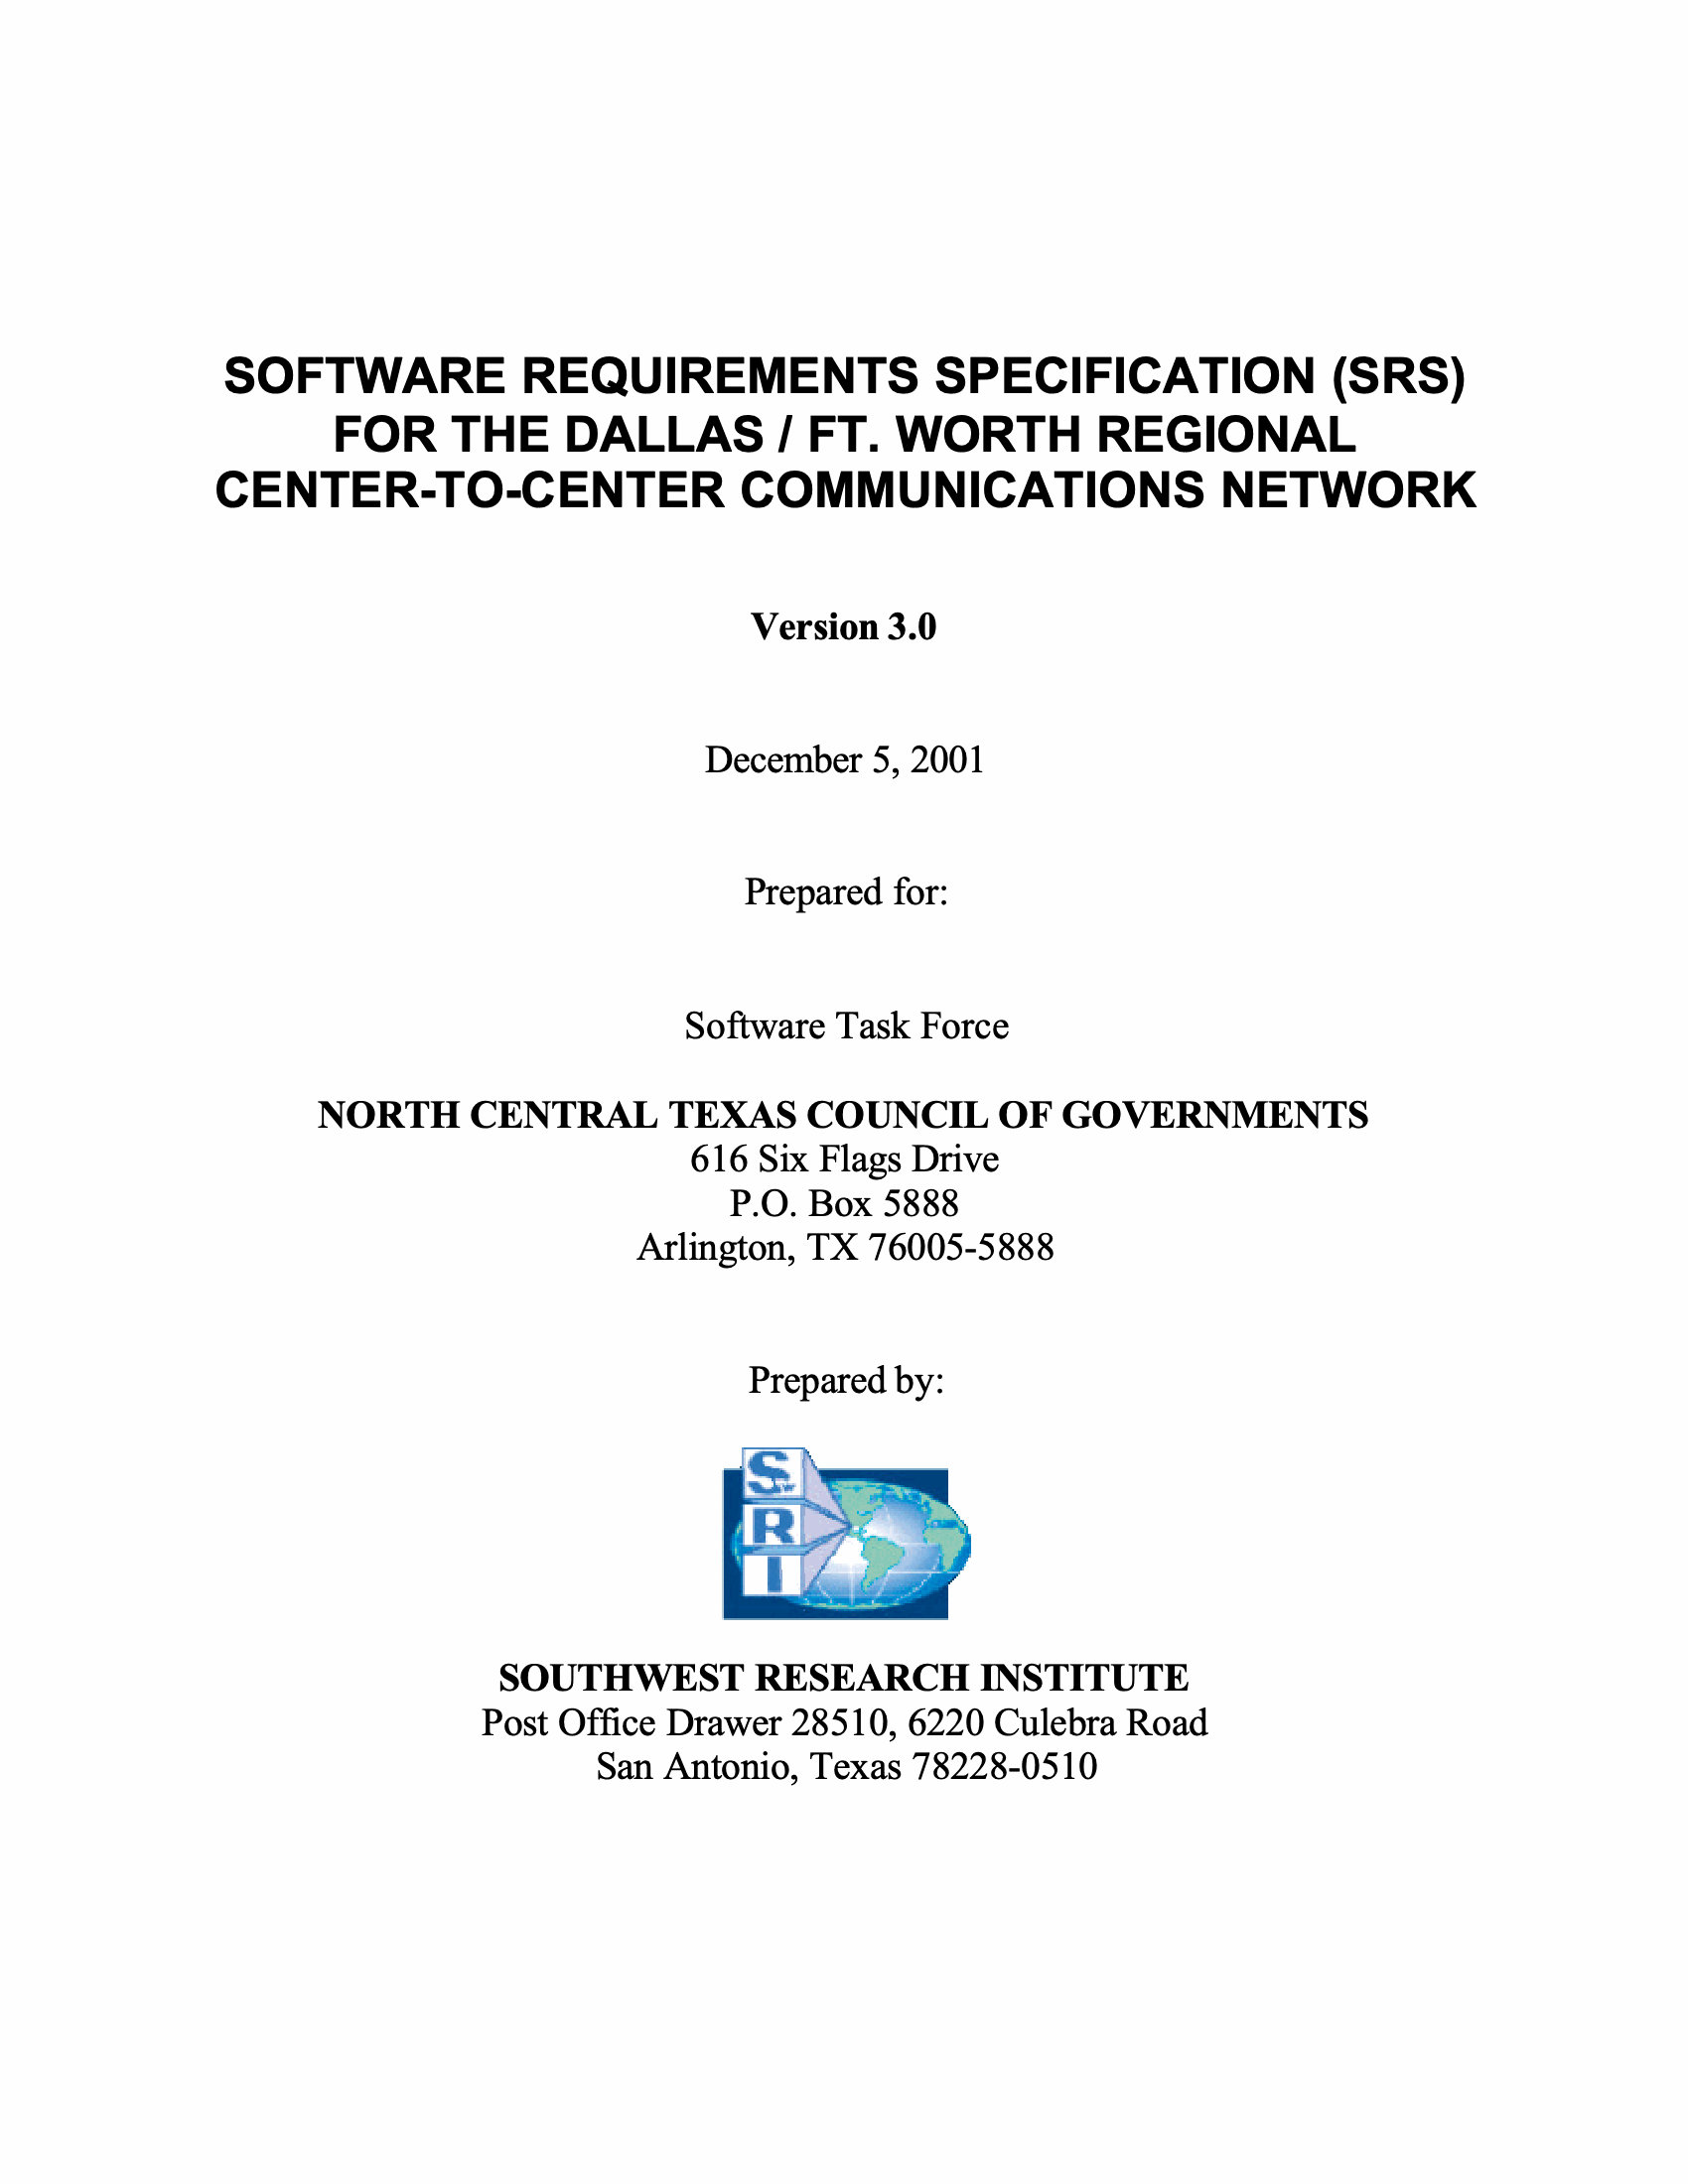 SOFTWARE REQUIREMENTS SPECIFICATION (SRS)
FOR THE DALLAS / FT. WORTH REGIONAL
CENTER-TO-CENTER COMMUNICATIONS NETWORK
Version 3.0
December 5, 2001
Prepared for:
Software Task Force
NORTH CENTRAL TEXAS COUNCIL OF GOVERNMENTS
616 Six Flags Drive
P.O. Box 5888
Arlington, TX 76005-5888
Prepared by:
Sw
R
I
SOUTHWEST RESEARCH INSTITUTE
Post Office Drawer 28510, 6220 Culebra Road
San Antonio, Texas 78228-0510